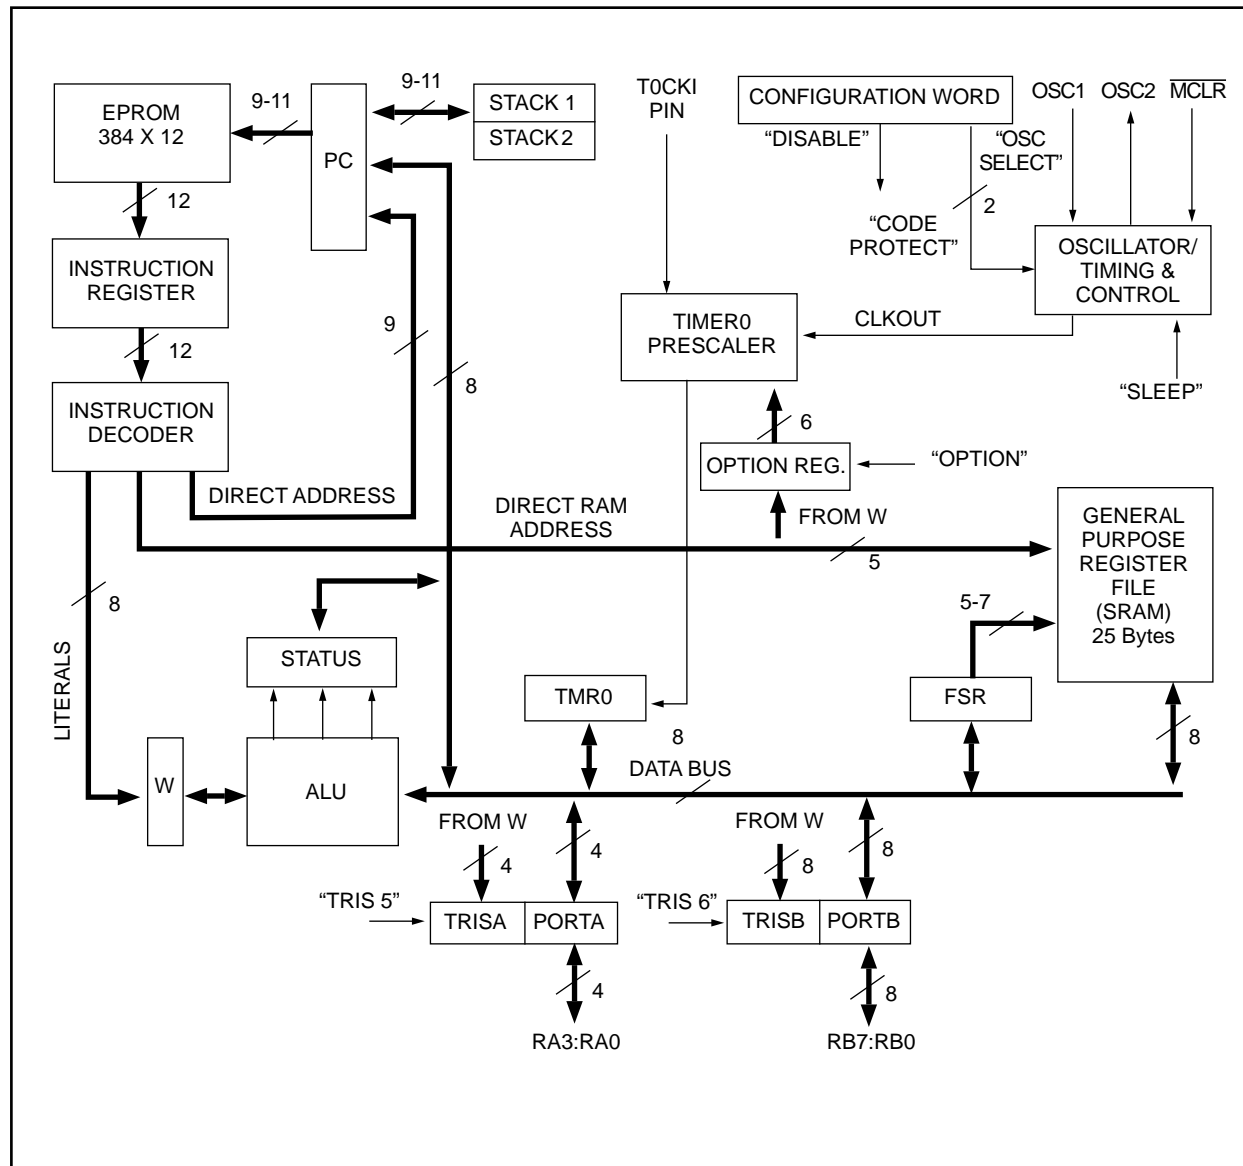 9-11
EPROM
384 X 12
9-11
PC
STACK 1
STACK 2
T0CKI
PIN
CONFIGURATION WORD
OSC1
OSC2
MCLR
“DISABLE”
“OSC
SELECT”
2
“CODE
PROTECT”
12
INSTRUCTION
REGISTER
OSCILLATOR/
TIMING &
CONTROL
TIMER0
PRESCALER
CLKOUT
9
12
8
“SLEEP”
INSTRUCTION
DECODER
6
OPTION REG.
“OPTION”
DIRECT ADDRESS
DIRECT RAM
ADDRESS
FROM W
5
GENERAL
PURPOSE
REGISTER
FILE
(SRAM)
25 Bytes
8
5-7
LITERALS
STATUS
TMR0
FSR
8
8
DATA BUS
W
ALU
FROM W
4
4
FROM W
8
8
“TRIS 5”
TRISA
PORTA
“TRIS 6”
TRISB
PORTB
4
8
RA3:RA0
RB7:RB0